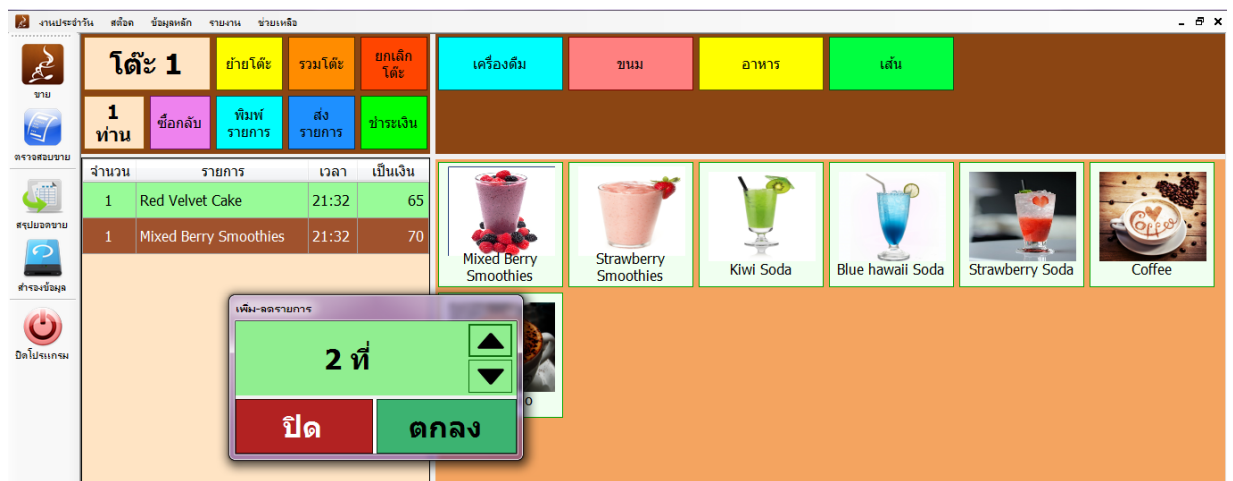 งานประจำวัน สต็อค ข้อมูลหลัก รายงาน ช่วยเหลือ
ขาย
ตรวจสอบขาย
สรุปยอดขาย
สำรองข้อมูล
ปิดโปรแกรม
โต๊ะ 1
ย้ายโต๊ะ
รวมโต๊ะ
ยกเลิก
โต๊ะ
1
ท่าน
ซื้อกลับ
พิมพ์
รายการ
ส่ง
รายการ
ชำระเงิน
เครื่องดื่ม
ขนม
อาหาร
เส้น
จำนวน รายการ เวลา เป็นเงิน
1 Red Velvet Cake 21:32 65
1 Mixed Berry Smoothies 21:32 70
Mixed Berry
Smoothies
Strawberry
Smoothies
Kiwi Soda
Blue hawaii Soda
Strawberry Soda
Coffee
เพิ่ม-ลดรายการ
2 ที่
ปิด
ตกลง